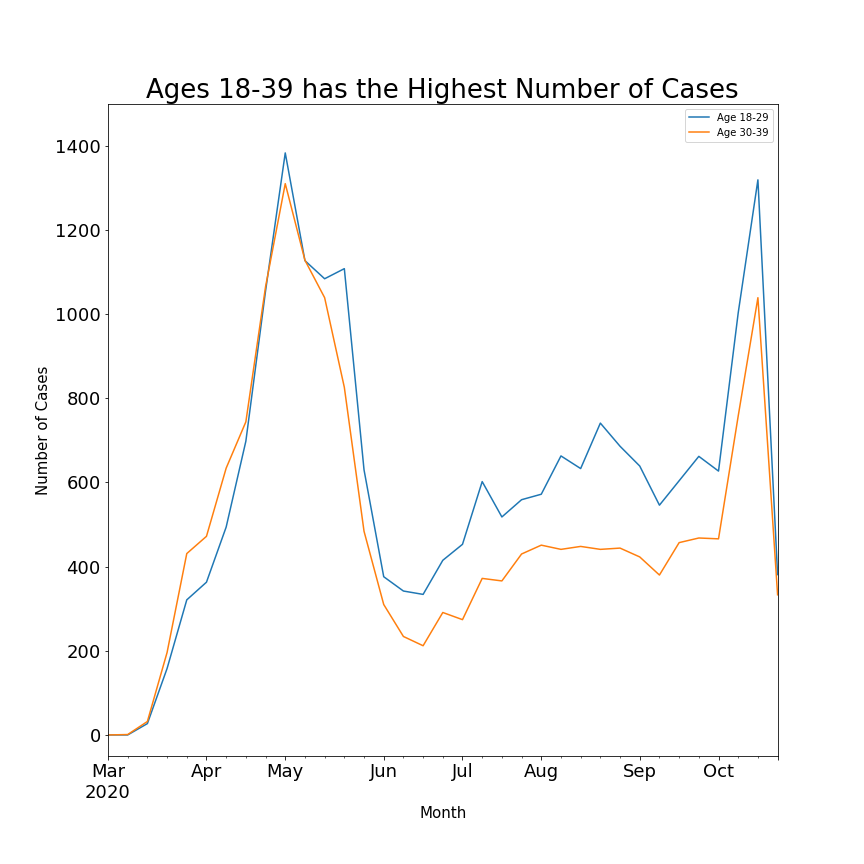 Ages 18-39 has the Highest Number of Cases
Age 18-29
Age 30-39
1400
1200
1000
800
600
400
200
0
Number of Cases
Mar Apr May Jun Jul Aug Sep Oct
2020
Month